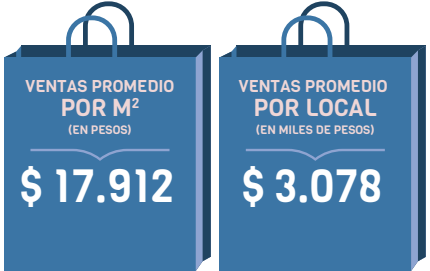 VENTAS PROMEDIO
POR M²
(EN PESOS)
$ 17.912
VENTAS PROMEDIO
POR LOCAL
(EN MILES DE PESOS)
$ 3.078